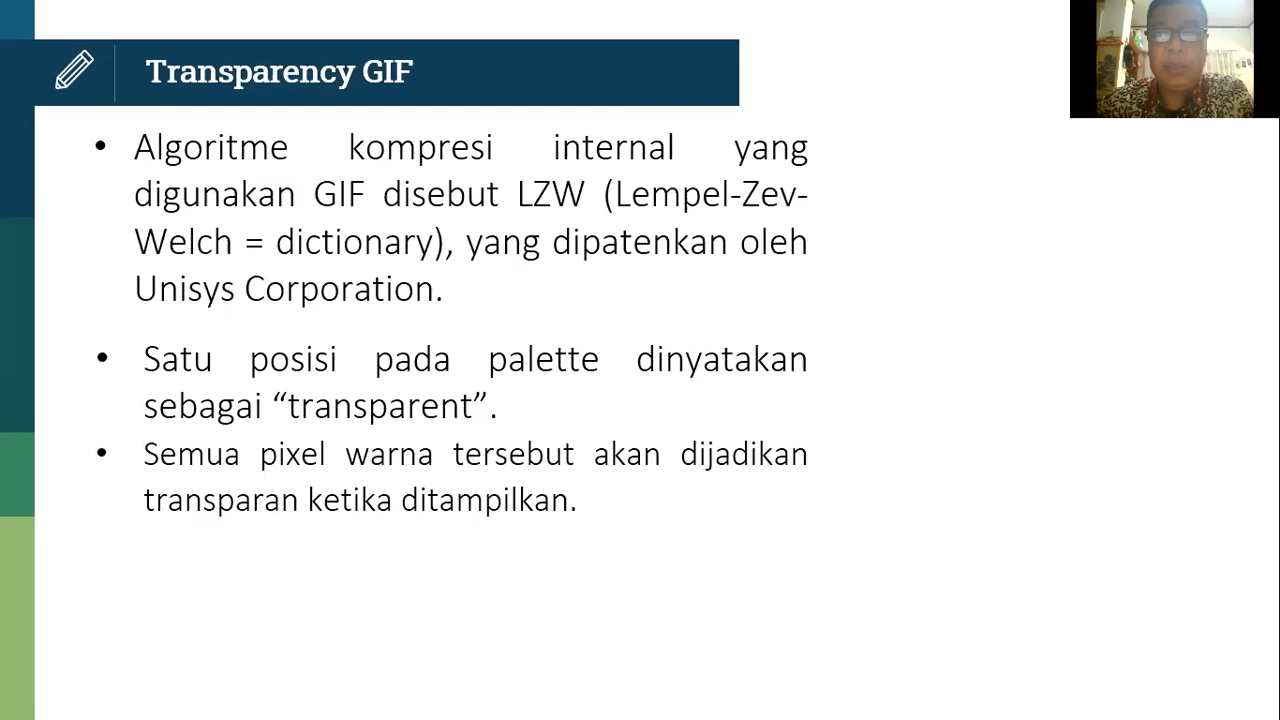 Transparency GIF
• Algoritme kompresi internal yang
digunakan GIF disebut LZW (Lempel-Zev-
Welch = dictionary), yang dipatenkan oleh
Unisys Corporation.
• Satu posisi pada palette dinyatakan
sebagai “transparent”.
• Semua pixel warna tersebut akan dijadikan
transparan ketika ditampilkan.